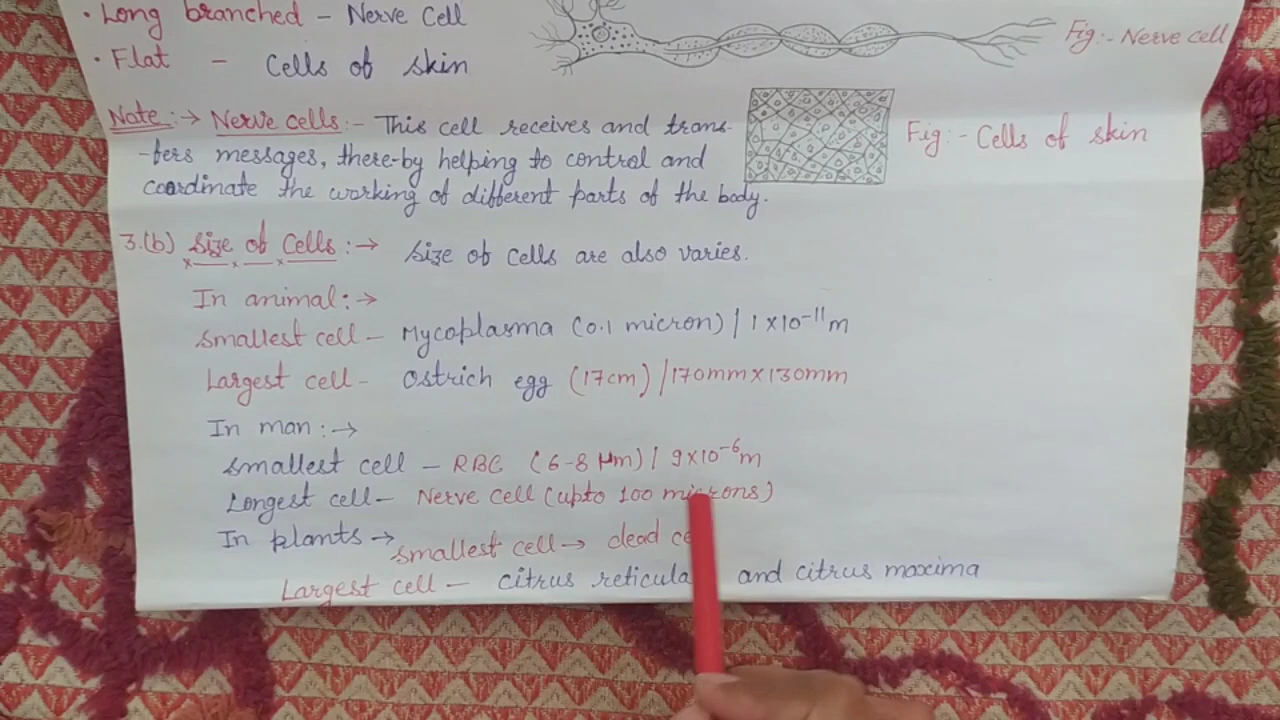 • Long branched - Nerve Cell
Fig:- Nerve cell
• Flat - Cells of skin
Note:→ Nerve cells:- This cell receives and trans-
-fers messages, there-by helping to control and
coordinate the working of different parts of the body.
Fig:- Cells of skin
3.(b) Size of Cells:→ Size of cells are also varies.
In animal:→
Smallest cell - Mycoplasma (0.1 micron) | 1×10⁻¹¹m
Largest cell - Ostrich egg (17cm) /170mm×130mm
In man:→
Smallest cell - RBC (6-8 μm) | 9×10⁻⁶m
Longest cell - Nerve cell (upto 100 microns)
In plants →
Smallest cell → dead
Largest cell - Citrus and citrus maxima